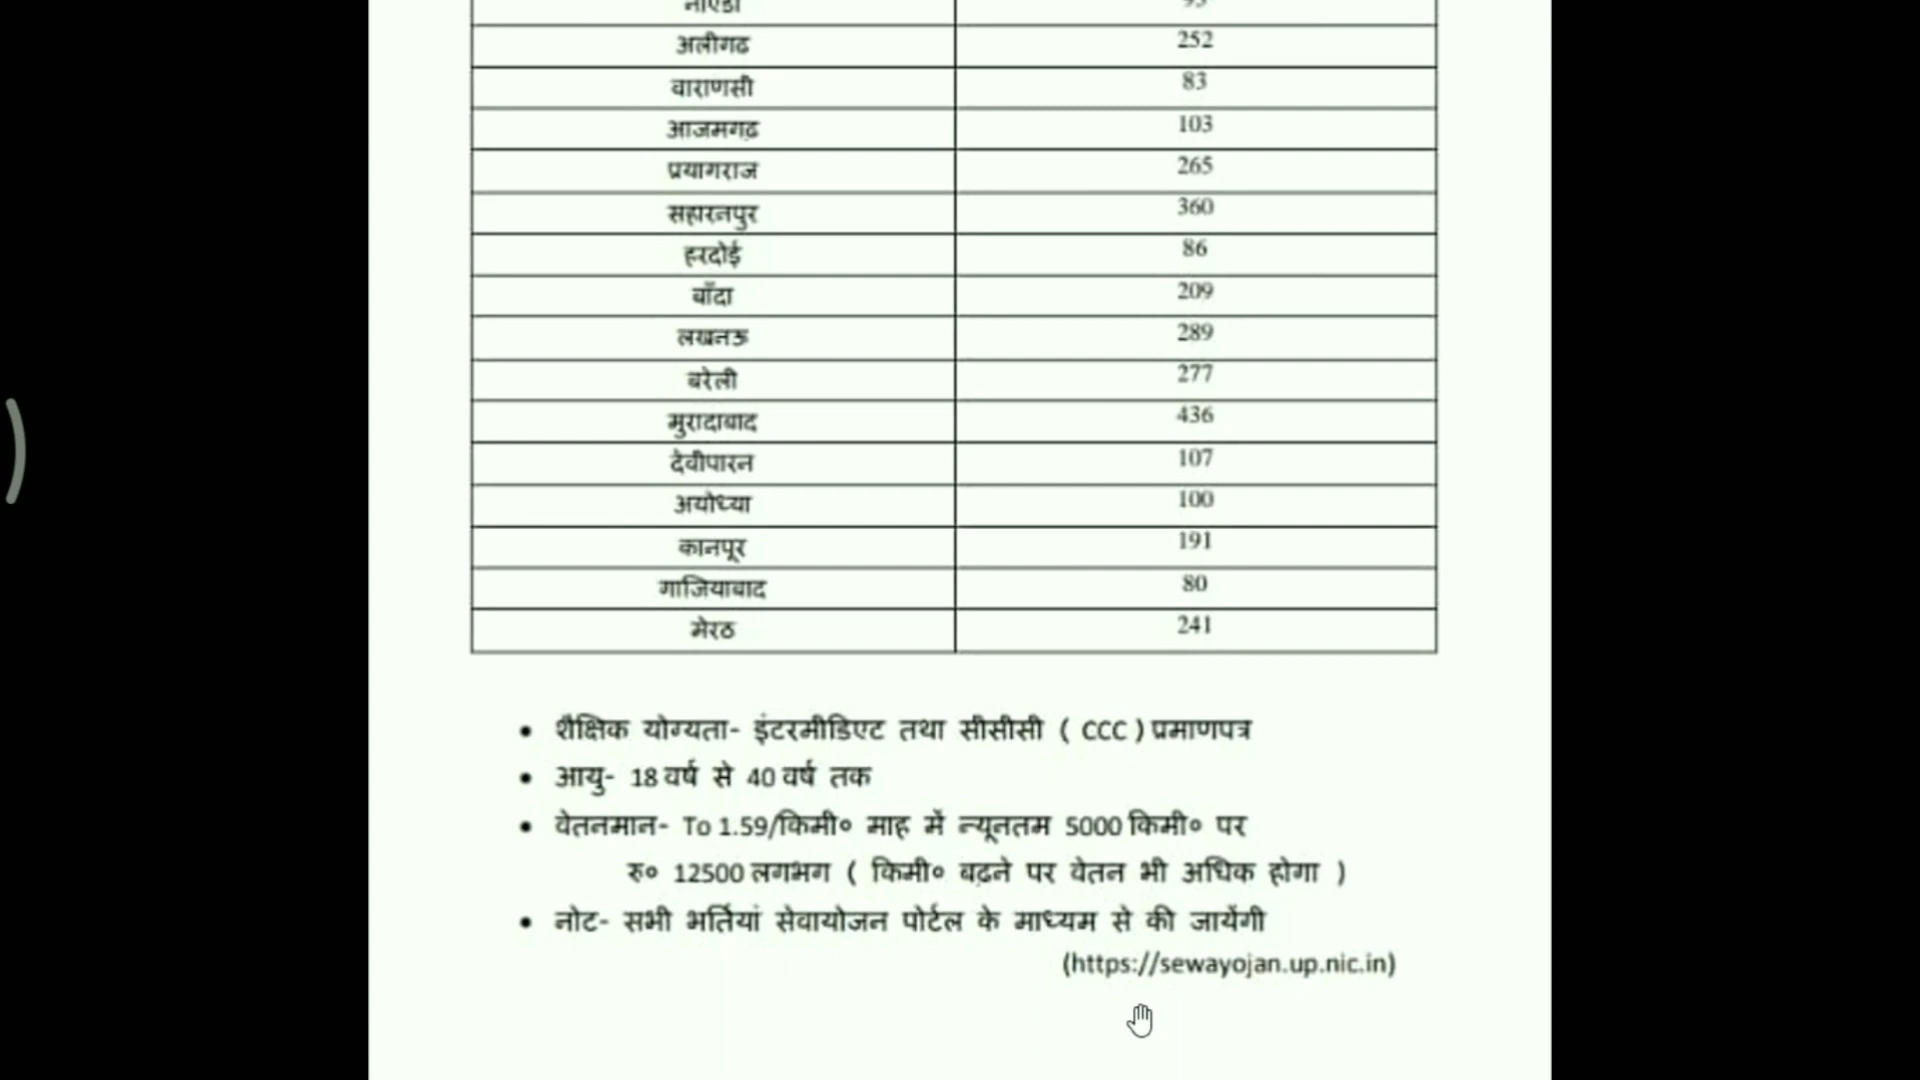 अलीगढ 252
वाराणसी 83
आजमगढ़ 103
प्रयागराज 265
सहारनपुर 360
हरदोई 86
बाँदा 209
लखनऊ 289
बरेली 277
मुरादाबाद 436
देवीपारन 107
अयोध्या 100
कानपूर 191
गाजियाबाद 80
मेरठ 241
• शैक्षिक योग्यता- इंटरमीडिएट तथा सीसीसी ( CCC ) प्रमाणपत्र
• आयु- 18 वर्ष से 40 वर्ष तक
• वेतनमान- To 1.59/किमी० माह में न्यूनतम 5000 किमी० पर
रु० 12500 लगभग ( किमी० बढ़ने पर वेतन भी अधिक होगा )
• नोट- सभी भर्तियां सेवायोजन पोर्टल के माध्यम से की जायेंगी
(https://sewayojan.up.nic.in)